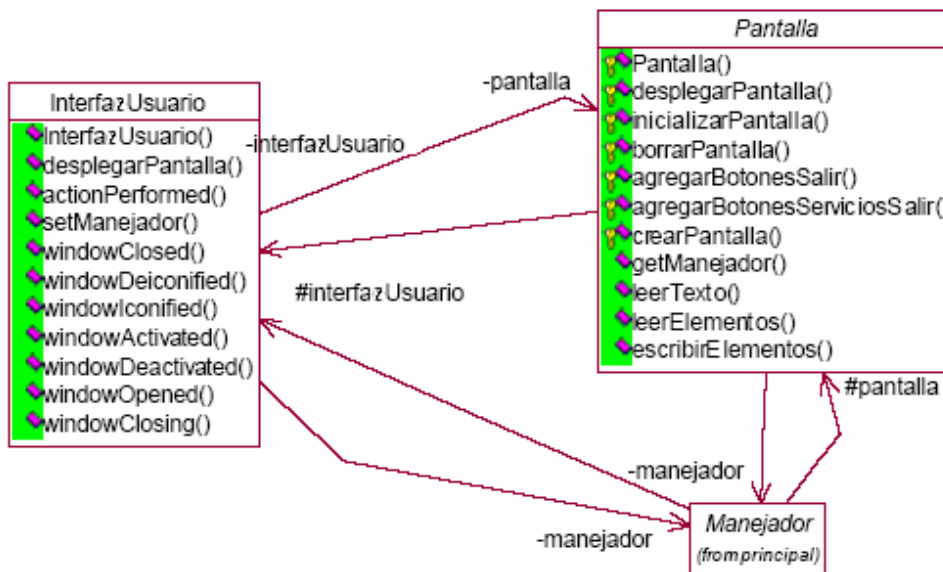 Pantalla
Pantalla()
desplegarPantalla()
inicializarPantalla()
borrarPantalla()
agregarBotonesSalir()
agregarBotonesServiciosSalir(
crearPantalla()
getManejador()
leerTexto()
leerElementos()
escribirElementos()
-pantalla
InterfazUsuario
InterfazUsuario()
desplegarPantalla()
actionPerformed()
setManejador()
windowClosed()
windowDeiconified()
windowIconified()
windowActivated()
windowDeactivated()
windowOpened()
windowClosing()
-interfazUsuario
#interfazUsuario
#pantalla
-manejador
-manejador
Manejador
(from principal)